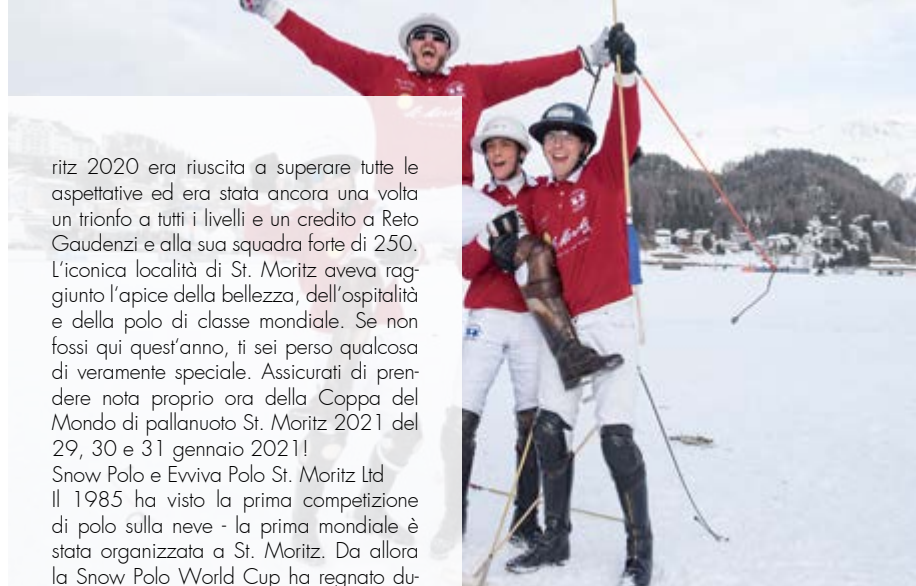 ritz 2020 era riuscita a superare tutte le
aspettative ed era stata ancora una volta
un trionfo a tutti i livelli e un credito a Reto
Gaudenzi e alla sua squadra forte di 250.
L'iconica località di St. Moritz aveva rag-
giunto l'apice della bellezza, dell'ospitalità
e della polo di classe mondiale. Se non
fossi qui quest'anno, ti sei perso qualcosa
di veramente speciale. Assicurati di pren-
dere nota proprio ora della Coppa del
Mondo di pallanuoto St. Moritz 2021 del
29, 30 e 31 gennaio 2021!
Snow Polo e Evviva Polo St. Moritz Ltd
Il 1985 ha visto la prima competizione
di polo sulla neve - la prima mondiale è
stata organizzata a St. Moritz. Da allora
la Snow Polo World Cup ha regnato du-